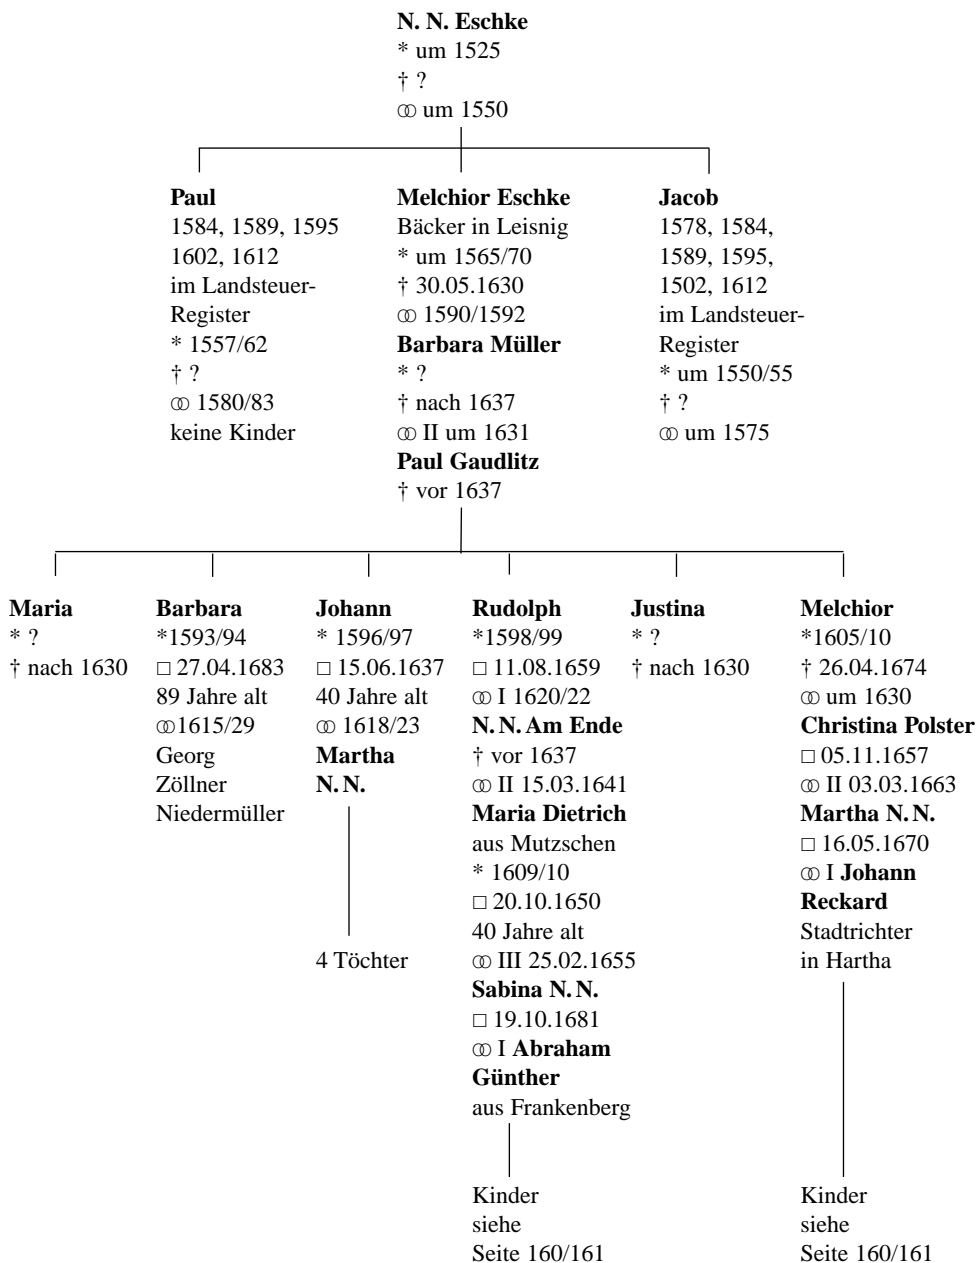 N. N. Eschke
* um 1525
† ?
⚭ um 1550
Paul
1584, 1589, 1595
1602, 1612
im Landsteuer-
Register
* 1557/62
† ?
⚭ 1580/83
keine Kinder
Melchior Eschke
Bäcker in Leisnig
* um 1565/70
† 30.05.1630
⚭ 1590/1592
Barbara Müller
* ?
† nach 1637
⚭ II um 1631
Paul Gaudlitz
† vor 1637
Jacob
1578, 1584,
1589, 1595,
1502, 1612
im Landsteuer-
Register
* um 1550/55
† ?
⚭ um 1575
Maria
* ?
† nach 1630
Barbara
*1593/94
□ 27.04.1683
89 Jahre alt
⚭1615/29
Georg
Zöllner
Niedermüller
Johann
* 1596/97
□ 15.06.1637
40 Jahre alt
⚭ 1618/23
Martha
N. N.
4 Töchter
Rudolph
*1598/99
□ 11.08.1659
⚭ I 1620/22
N. N. Am Ende
† vor 1637
⚭ II 15.03.1641
Maria Dietrich
aus Mutzschen
* 1609/10
□ 20.10.1650
40 Jahre alt
⚭ III 25.02.1655
Sabina N. N.
□ 19.10.1681
⚭ I Abraham
Günther
aus Frankenberg
Kinder
siehe
Seite 160/161
Justina
* ?
† nach 1630
Melchior
*1605/10
† 26.04.1674
⚭ um 1630
Christina Polster
□ 05.11.1657
⚭ II 03.03.1663
Martha N. N.
□ 16.05.1670
⚭ I Johann
Reckard
Stadtrichter
in Hartha
Kinder
siehe
Seite 160/161